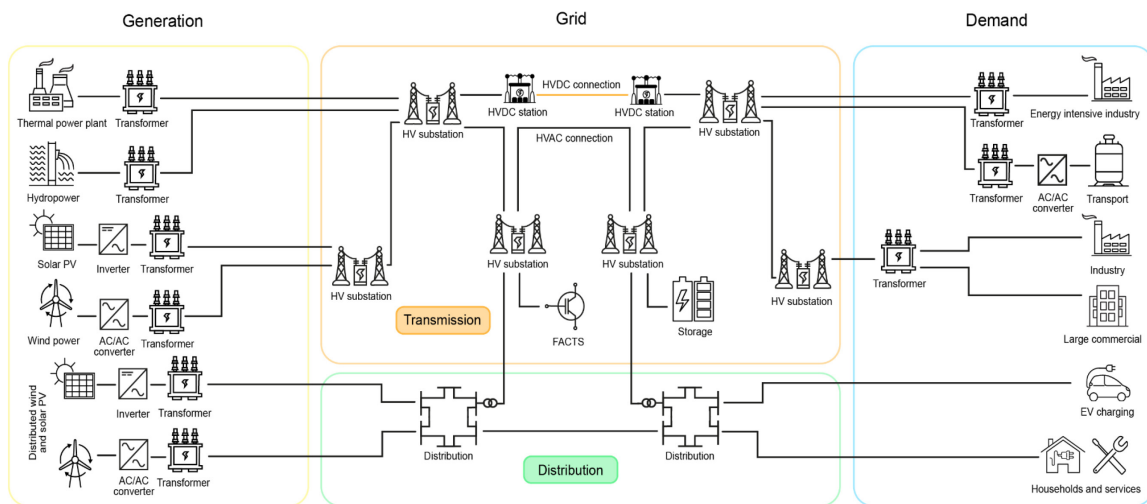 Generation
Grid
Demand
Thermal power plant
Transformer
HV substation
HVDC station
HVDC connection
HVDC station
HV substation
Transformer
Energy intensive industry
HVAC connection
Hydropower
Transformer
Transformer
AC/AC
converter
Transport
Solar PV
Inverter
Transformer
HV substation
HV substation
HV substation
HV substation
Transformer
Industry
Wind power
AC/AC
converter
Transformer
Transmission
FACTS
Storage
Large commercial
Distributed wind
and solar PV
Inverter
Transformer
EV charging
AC/AC
converter
Transformer
Distribution
Distribution
Distribution
Households and services